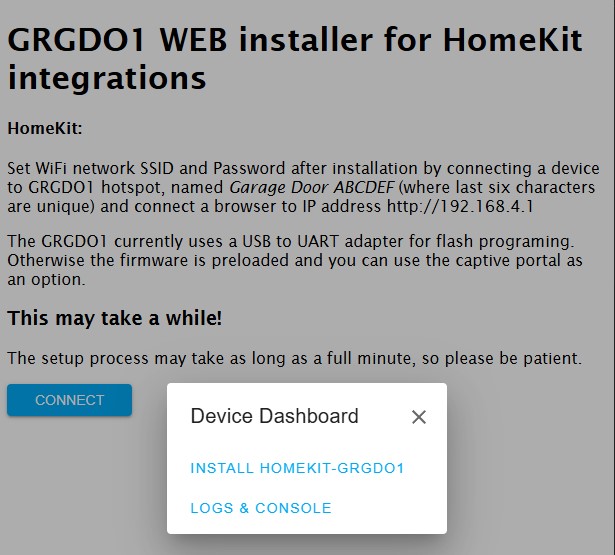 GRGDO1 WEB installer for HomeKit
integrations
HomeKit:
Set WiFi network SSID and Password after installation by connecting a device
to GRGDO1 hotspot, named Garage Door ABCDEF (where last six characters
are unique) and connect a browser to IP address http://192.168.4.1
The GRGDO1 currently uses a USB to UART adapter for flash programing.
Otherwise the firmware is preloaded and you can use the captive portal as
an option.
This may take a while!
The setup process may take as long as a full minute, so please be patient.
CONNECT
Device Dashboard
INSTALL HOMEKIT-GRGDO1
LOGS & CONSOLE